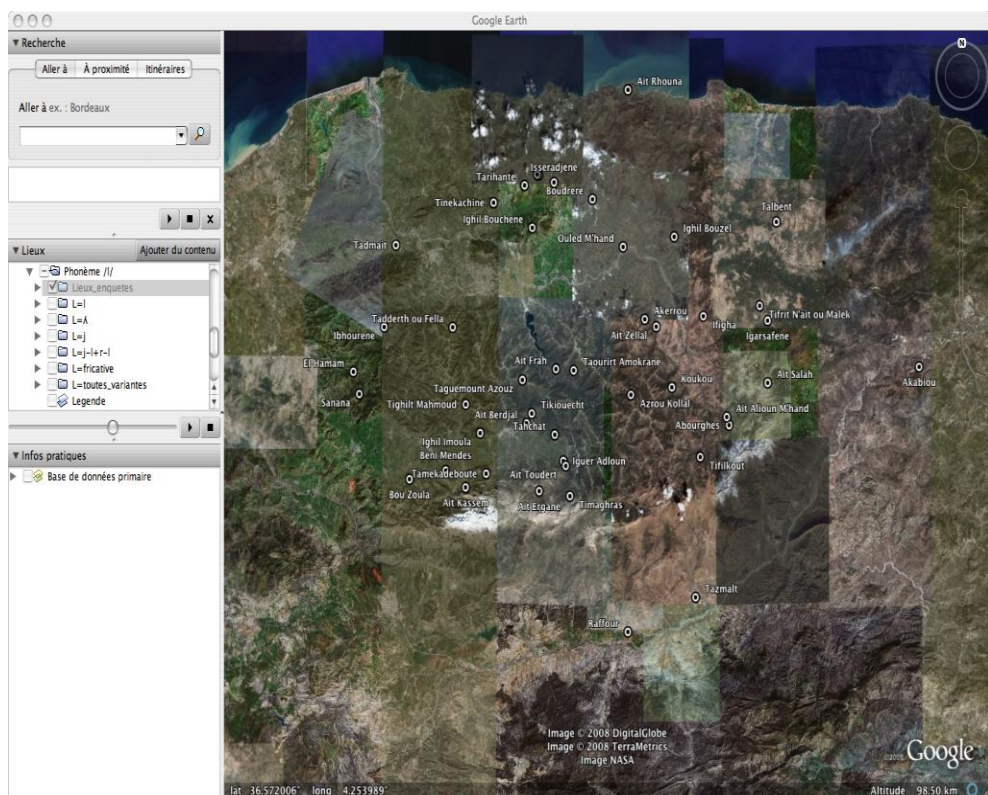 Google Earth
Recherche
Aller à À proximité Itinéraires
Aller à ex. : Bordeaux
Lieux Ajouter du contenu
Phonème /l/
Lieux_enquetes
L=l
L=ʎ
L=j
L=j-l+r-l
L=fricative
L=toutes_variantes
Legende
Infos pratiques
Base de données primaire
N
Ait Rhouna
Isseradjene
Tarihante
Boudrere
Tinekachine
Talbent
Ighil Bouchene
Ighil Bouzel
Tadmait
Ouled M'hand
Akerrou
Tadderth ou Fella
Tifrit N'ait ou Malek
Ifigha
Ibhourene
Ait Zellal
Igarsafene
Ait Frah
Taourirt Amokrane
El Hamam
Akabiou
Ait Salah
Koukou
Taguemount Azouz
Sanana
Azrou Kollal
Tighilt Mahmoud
Tikiouecht
Ait Berdjal
Ait Alioun M'hand
Tanchat
Abourghes
Ighil Imoula
Beni Mendes
Iguer Adloun
Tifilkout
Tamekadeboute
Ait Toudert
Bou Zoula
Ait Kassem
Ait Ergane
Timaghras
Tazmalt
Raffour
Image © 2008 DigitalGlobe
Image © 2008 TerraMetrics
Image NASA
Google
lat 36.572006° long 4.253989°
Altitude 98.50 km